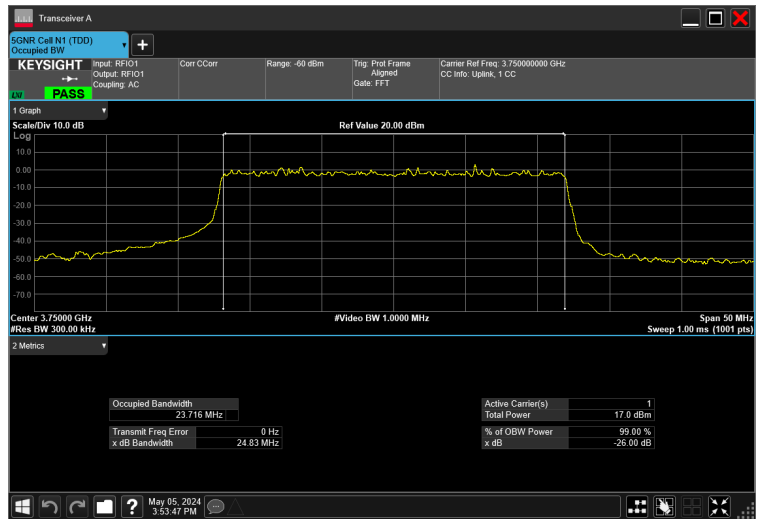 Transceiver A
5GNR Cell N1 (TDD)
Occupied BW
KEYSIGHT
PASS
Input: RFIO1
Output: RFIO1
Coupling: AC
Corr CCorr
Range: -60 dBm
Trig: Prot Frame
Aligned
Gate: FFT
Carrier Ref Freq: 3.750000000 GHz
CC Info: Uplink, 1 CC
1 Graph
Scale/Div 10.0 dB
Ref Value 20.00 dBm
Log
10.0
0.00
-10.0
-20.0
-30.0
-40.0
-50.0
-60.0
-70.0
Center 3.75000 GHz
#Video BW 1.0000 MHz
Span 50 MHz
#Res BW 300.00 kHz
Sweep 1.00 ms (1001 pts)
2 Metrics
Occupied Bandwidth
23.716 MHz
Transmit Freq Error 0 Hz
x dB Bandwidth 24.83 MHz
Active Carrier(s) 1
Total Power 17.0 dBm
% of OBW Power 99.00 %
x dB -26.00 dB
?
May 05, 2024
3:53:47 PM